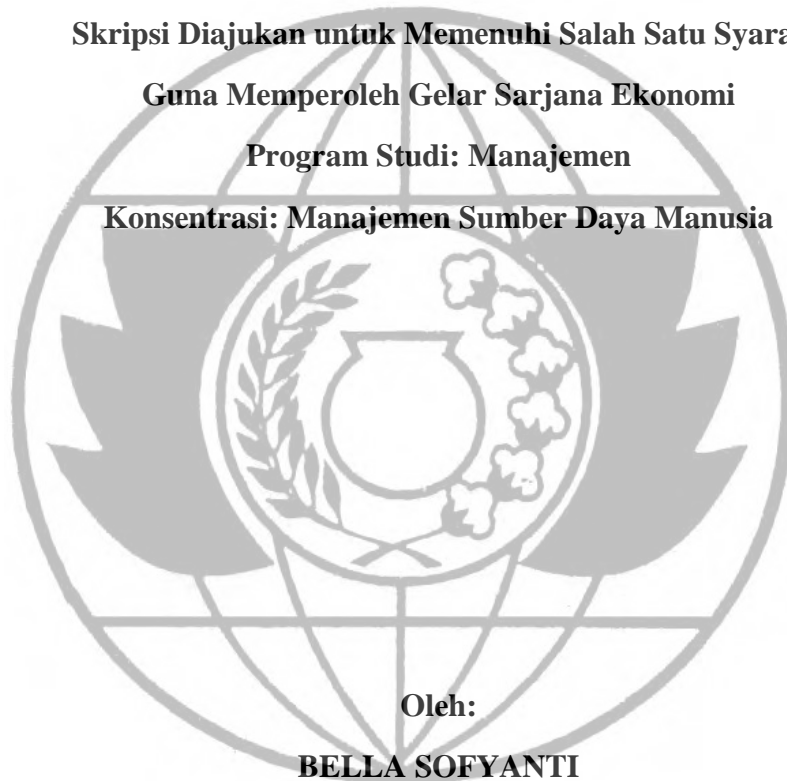 Skripsi Diajukan untuk Memenuhi Salah Satu Syara
Guna Memperoleh Gelar Sarjana Ekonomi
Program Studi: Manajemen
Konsentrasi: Manajemen Sumber Daya Manusia
Oleh:
BELLA SOFYANTI